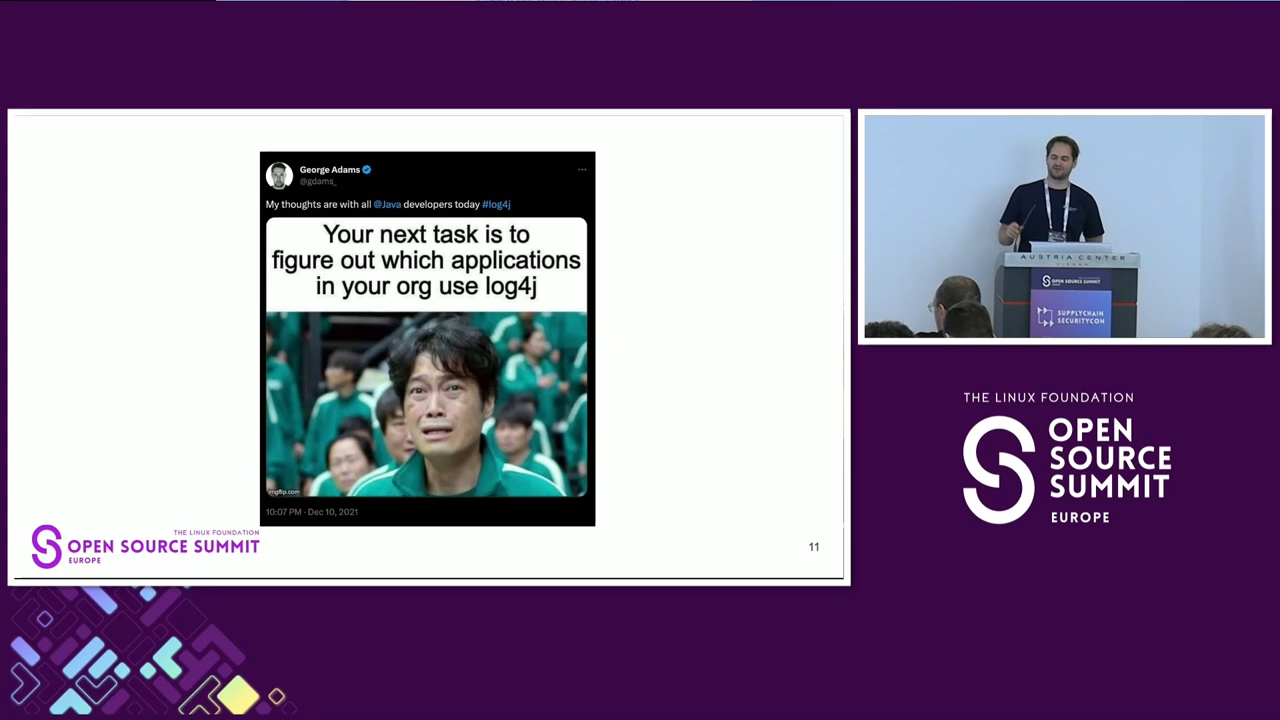 George Adams
@gdams_
My thoughts are with all @Java developers today #log4j
Your next task is to
figure out which applications
in your org use log4j
imgflip.com
10:07 PM · Dec 10, 2021
THE LINUX FOUNDATION
OPEN SOURCE SUMMIT
EUROPE
11
AUSTRIA CENTER
OPEN SOURCE SUMMIT
SUPPLYCHAIN
SECURITYCON
THE LINUX FOUNDATION
OPEN
SOURCE
SUMMIT
EUROPE